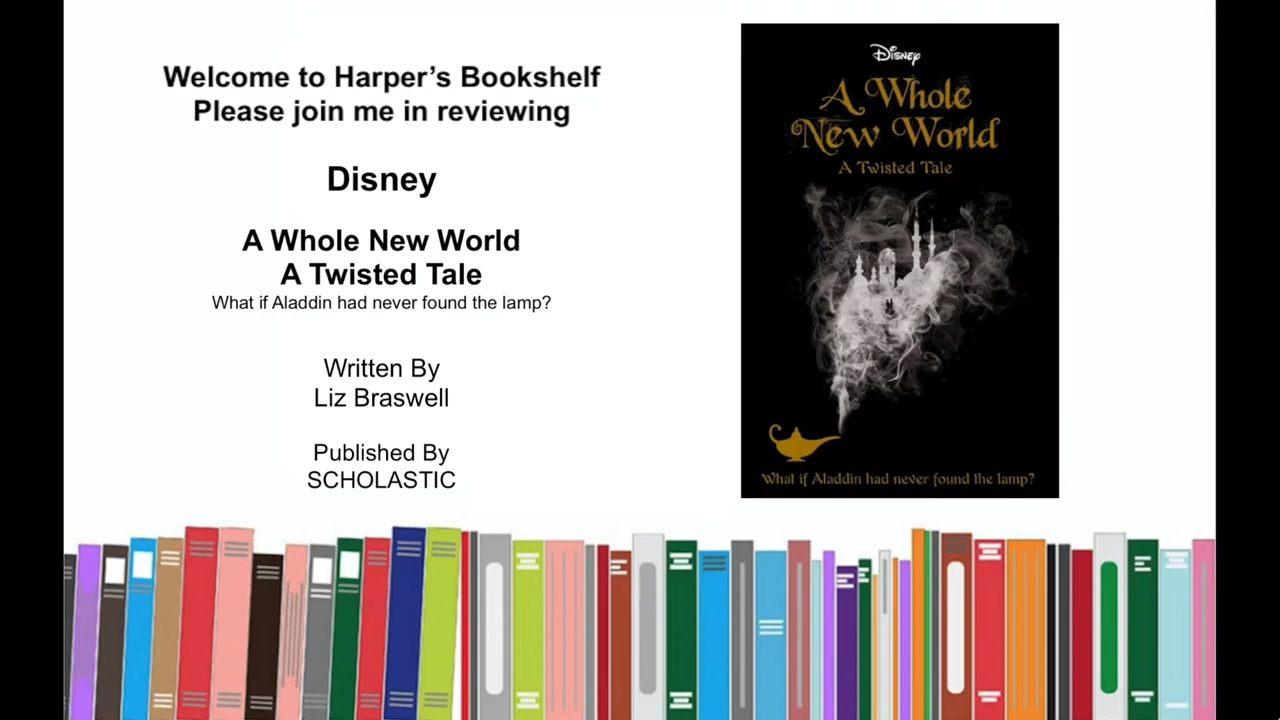 Welcome to Harper's Bookshelf
Please join me in reviewing
Disney
A Whole New World
A Twisted Tale
What if Aladdin had never found the lamp?
Written By
Liz Braswell
Published By
SCHOLASTIC
Disney
A Whole
New World
A Twisted Tale
What if Aladdin had never found the lamp?